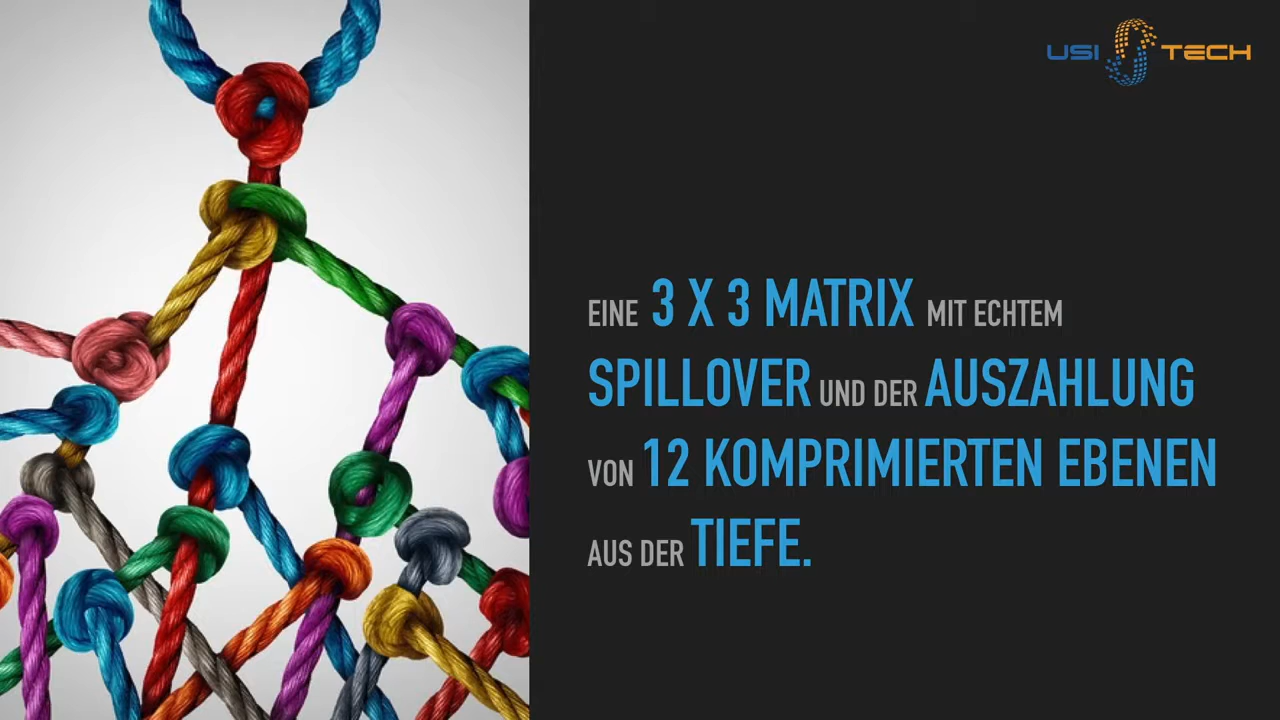 USI TECH
EINE 3 X 3 MATRIX MIT ECHTEM
SPILLOVER UND DER AUSZAHLUNG
VON 12 KOMPRIMIERTEN EBENEN
AUS DER TIEFE.